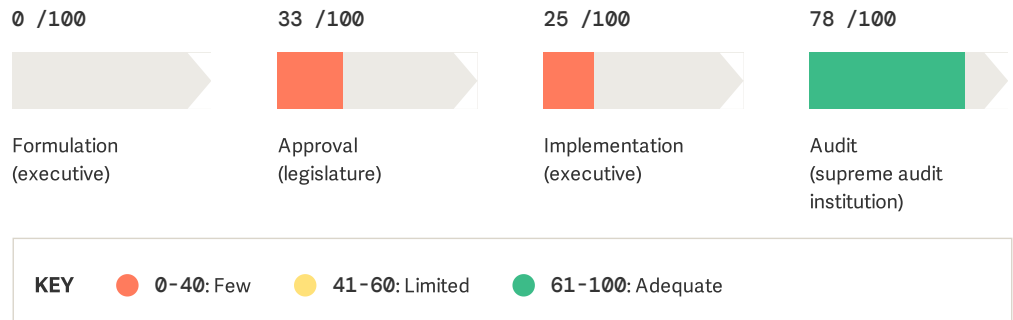 0 /100
33 /100
25 /100
78 /100
Formulation
(executive)
Approval
(legislature)
Implementation
(executive)
Audit
(supreme audit
institution)
KEY
0-40: Few
41-60: Limited
61-100: Adequate